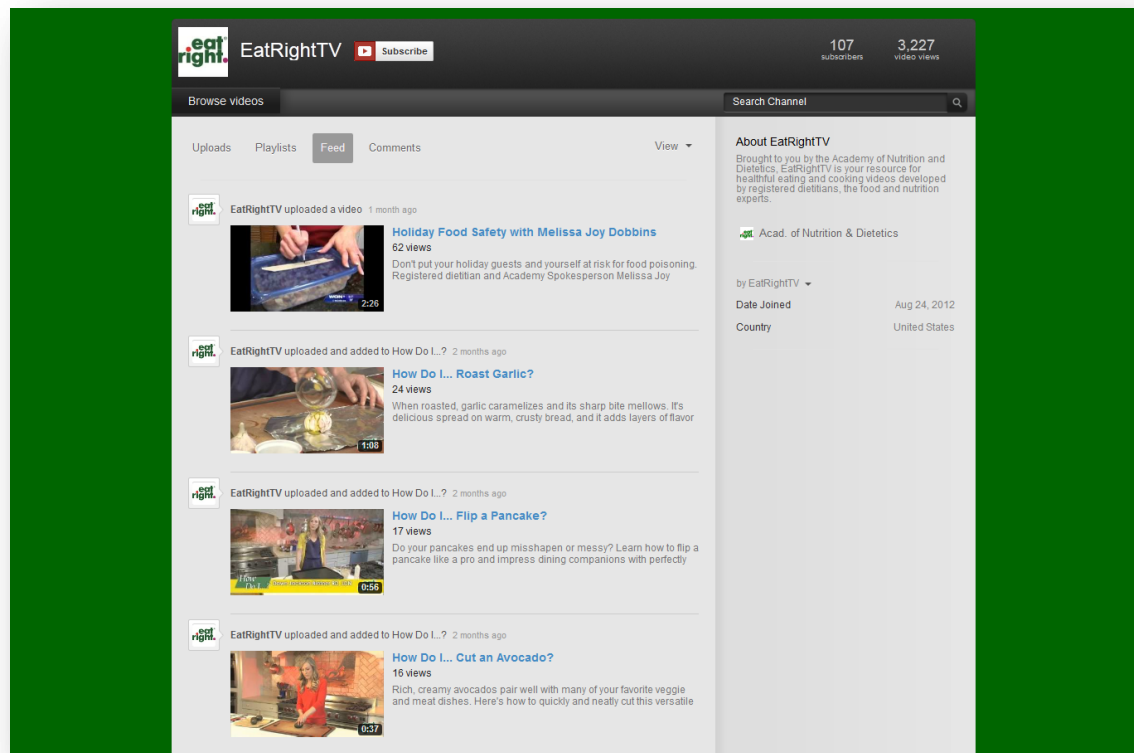 eat right.
EatRightTV
Subscribe
107
subscribers
3,227
video views
Browse videos
Search Channel
Uploads
Playlists
Feed
Comments
View
eat right.
EatRightTV uploaded a video 1 month ago
2:26
Holiday Food Safety with Melissa Joy Dobbins
62 views
Don't put your holiday guests and yourself at risk for food poisoning.
Registered dietitian and Academy Spokesperson Melissa Joy
eat right.
EatRightTV uploaded and added to How Do I...? 2 months ago
1:08
How Do I... Roast Garlic?
24 views
When roasted, garlic caramelizes and its sharp bite mellows. It's
delicious spread on warm, crusty bread, and it adds layers of flavor
eat right.
EatRightTV uploaded and added to How Do I...? 2 months ago
How
Do I...
0:56
How Do I... Flip a Pancake?
17 views
Do your pancakes end up misshapen or messy? Learn how to flip a
pancake like a pro and impress dining companions with perfectly
eat right.
EatRightTV uploaded and added to How Do I...? 2 months ago
0:37
How Do I... Cut an Avocado?
16 views
Rich, creamy avocados pair well with many of your favorite veggie
and meat dishes. Here's how to quickly and neatly cut this versatile
About EatRightTV
Brought to you by the Academy of Nutrition and
Dietetics, EatRightTV is your resource for
healthful eating and cooking videos developed
by registered dietitians, the food and nutrition
experts.
Acad. of Nutrition & Dietetics
by EatRightTV
Date Joined Aug 24, 2012
Country United States